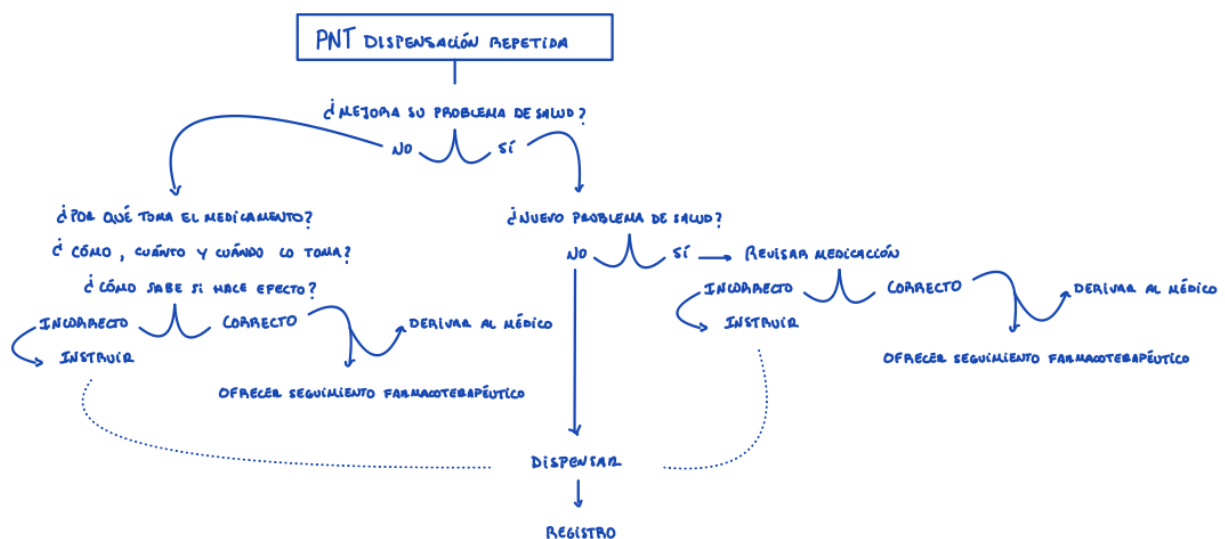 PNT DISPENSACIÓN REPETIDA
¿MEJORA SU PROBLEMA DE SALUD?
NO SÍ
¿POR QUÉ TOMA EL MEDICAMENTO?
¿CÓMO, CUÁNTO Y CUÁNDO LO TOMA?
¿CÓMO SABE SI HACE EFECTO?
INCORRECTO CORRECTO
DERIVAR AL MÉDICO
INSTRUIR
OFRECER SEGUIMIENTO FARMACOTERAPÉUTICO
¿NUEVO PROBLEMA DE SALUD?
NO SÍ
REVISAR MEDICACCIÓN
INCORRECTO CORRECTO
DERIVAR AL MÉDICO
INSTRUIR
OFRECER SEGUIMIENTO FARMACOTERAPÉUTICO
DISPENSAR
REGISTRO